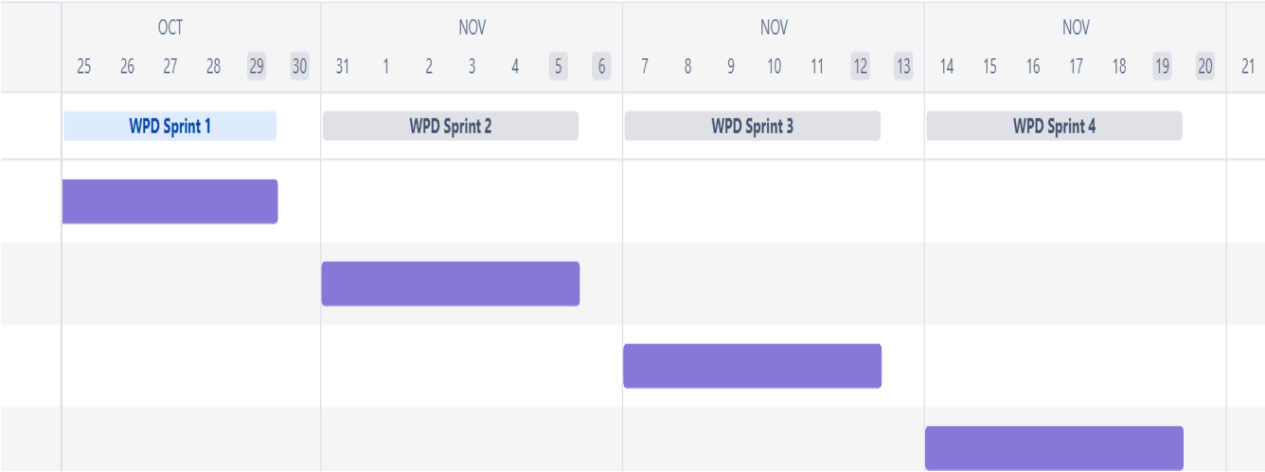 OCT NOV NOV NOV
25 26 27 28 29 30 31 1 2 3 4 5 6 7 8 9 10 11 12 13 14 15 16 17 18 19 20 21
WPD Sprint 1 WPD Sprint 2 WPD Sprint 3 WPD Sprint 4